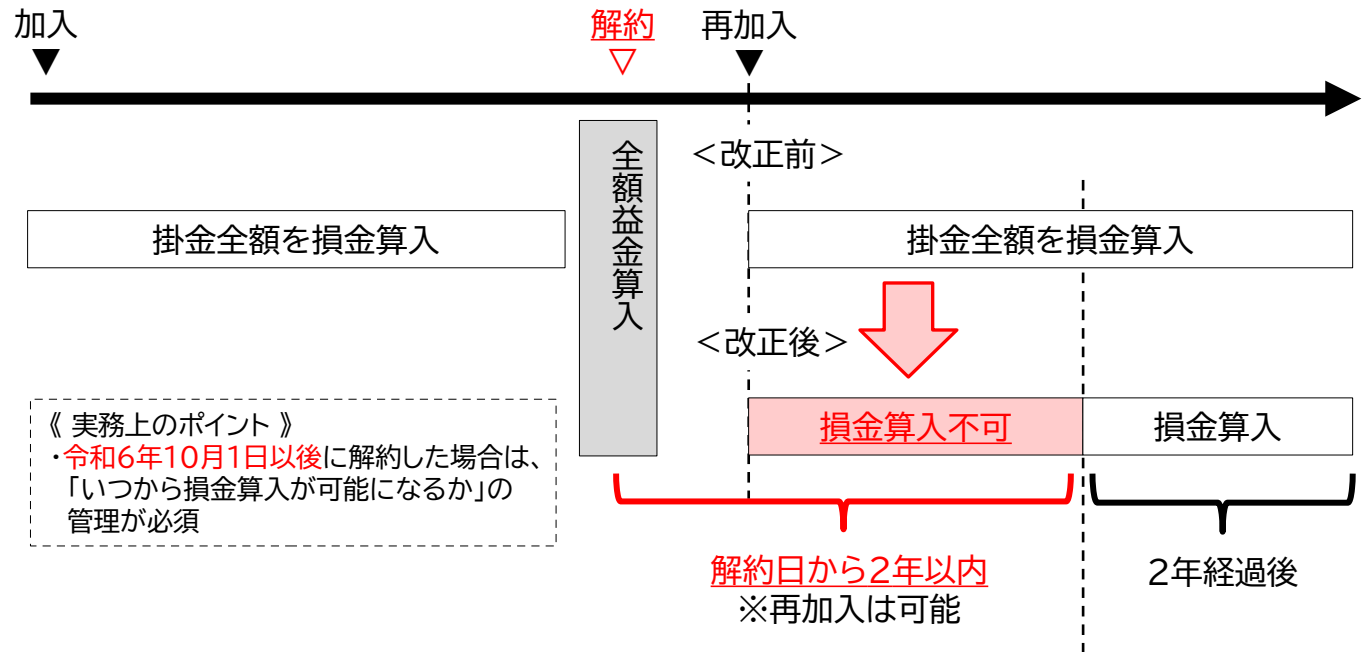 加入
解約
再加入
全額益金算入
＜改正前＞
掛金全額を損金算入
掛金全額を損金算入
＜改正後＞
《 実務上のポイント 》
・令和6年10月1日以後に解約した場合は、
「いつから損金算入が可能になるか」の
管理が必須
損金算入不可
損金算入
解約日から2年以内
※再加入は可能
2年経過後